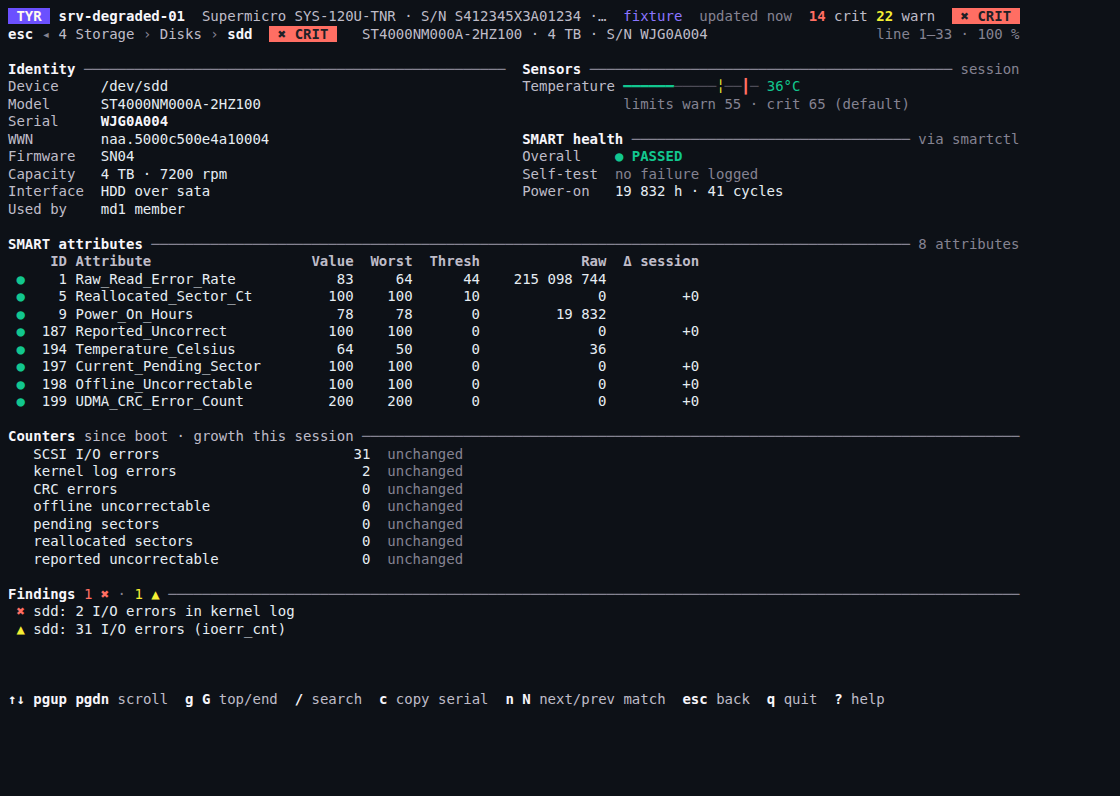 TYR srv-degraded-01 Supermicro SYS-120U-TNR · S/N S412345X3A01234 ·… fixture updated now 14 crit 22 warn ✖ CRIT
esc ◂ 4 Storage › Disks › sdd ✖ CRIT ST4000NM000A-2HZ100 · 4 TB · S/N WJG0A004 line 1–33 · 100 %
Identity
Device /dev/sdd
Model ST4000NM000A-2HZ100
Serial WJG0A004
WWN naa.5000c500e4a10004
Firmware SN04
Capacity 4 TB · 7200 rpm
Interface HDD over sata
Used by md1 member
Sensors session
Temperature 36°C
limits warn 55 · crit 65 (default)
SMART health via smartctl
Overall ● PASSED
Self-test no failure logged
Power-on 19 832 h · 41 cycles
SMART attributes 8 attributes
ID Attribute Value Worst Thresh Raw Δ session
● 1 Raw_Read_Error_Rate 83 64 44 215 098 744
● 5 Reallocated_Sector_Ct 100 100 10 0 +0
● 9 Power_On_Hours 78 78 0 19 832
● 187 Reported_Uncorrect 100 100 0 0 +0
● 194 Temperature_Celsius 64 50 0 36
● 197 Current_Pending_Sector 100 100 0 0 +0
● 198 Offline_Uncorrectable 100 100 0 0 +0
● 199 UDMA_CRC_Error_Count 200 200 0 0 +0
Counters since boot · growth this session
SCSI I/O errors 31 unchanged
kernel log errors 2 unchanged
CRC errors 0 unchanged
offline uncorrectable 0 unchanged
pending sectors 0 unchanged
reallocated sectors 0 unchanged
reported uncorrectable 0 unchanged
Findings 1 ✖ · 1 ▲
✖ sdd: 2 I/O errors in kernel log
▲ sdd: 31 I/O errors (ioerr_cnt)
↑↓ pgup pgdn scroll g G top/end / search c copy serial n N next/prev match esc back q quit ? help